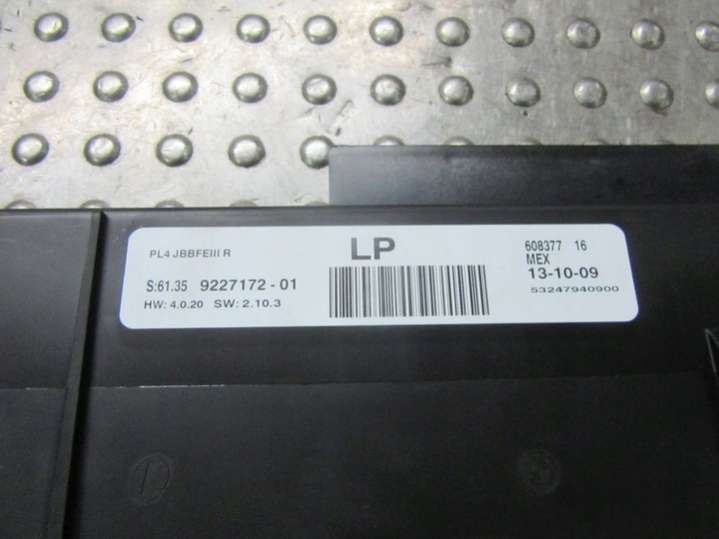 PL4 JBBFEIII R
LP
608377 16
MEX
S:61.35 9227172-01
13-10-09
HW: 4.0.20 SW: 2.10.3
53247940900